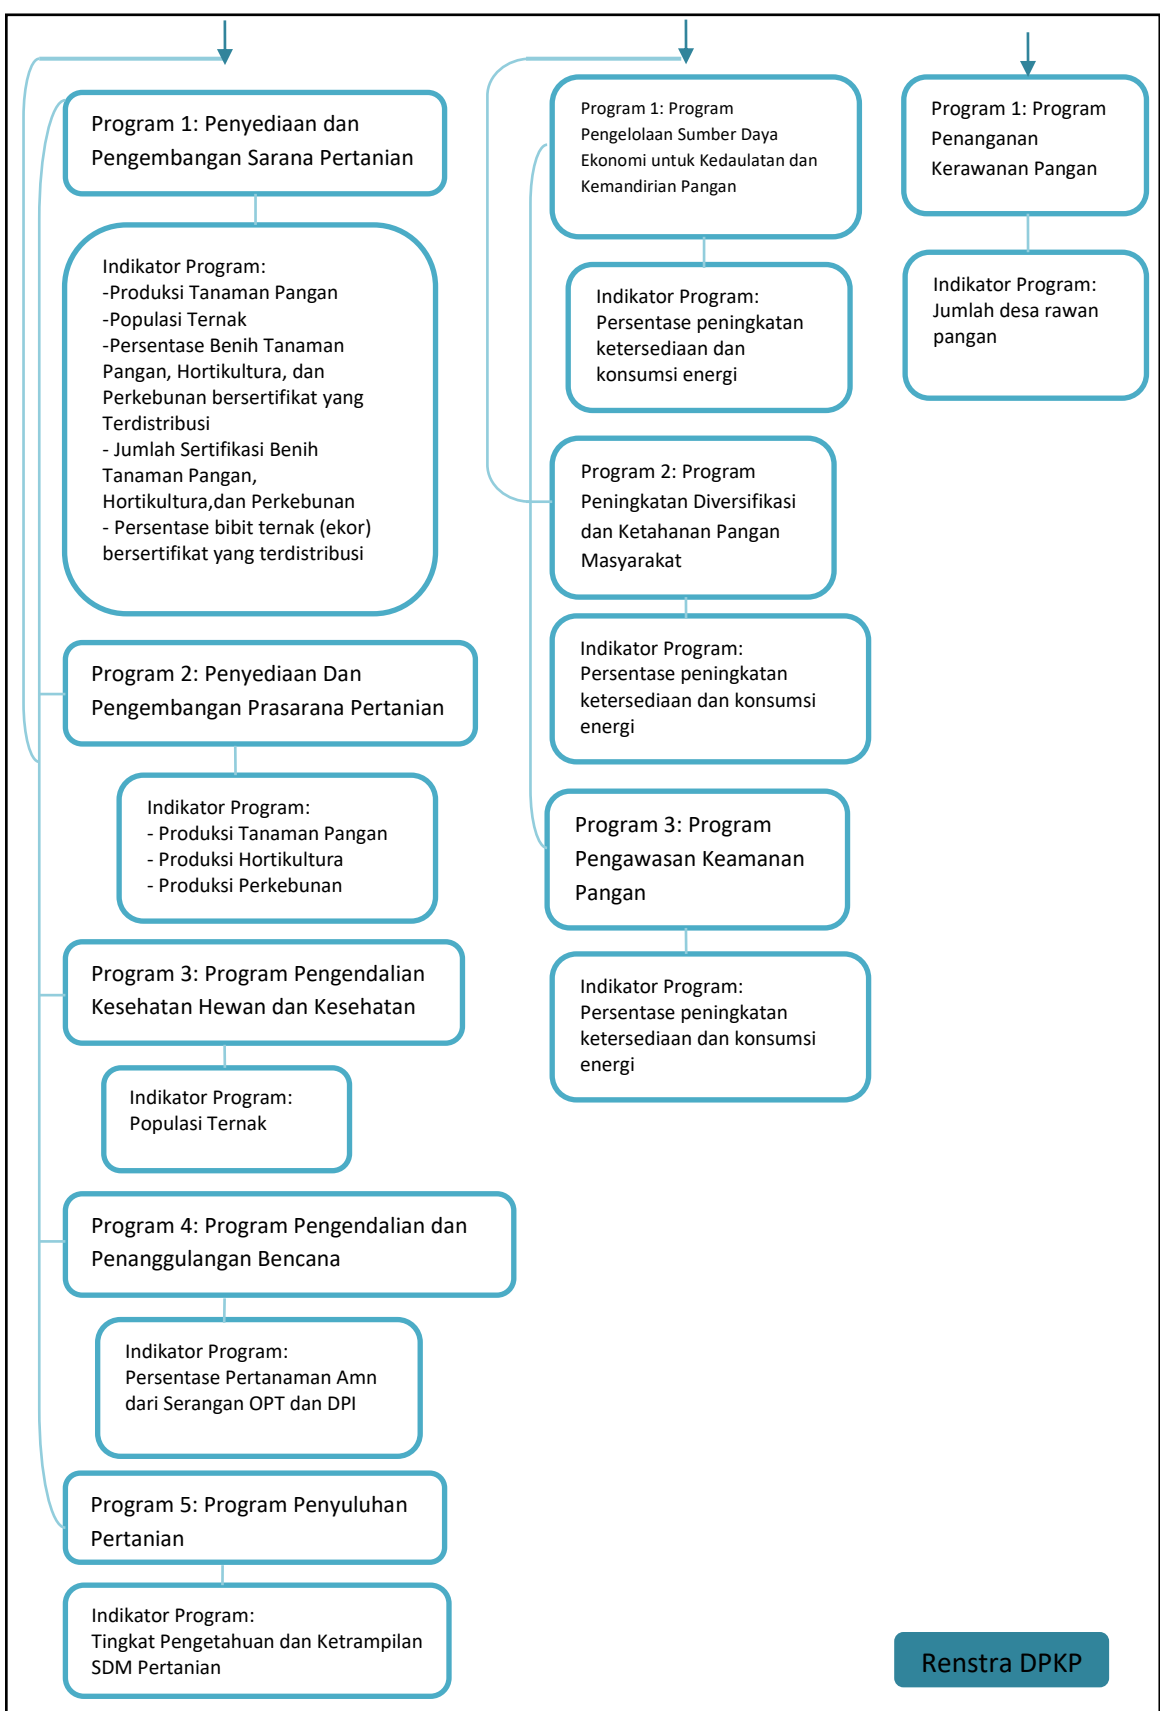 Program 1: Penyediaan dan
Pengembangan Sarana Pertanian
Indikator Program:
-Produksi Tanaman Pangan
-Populasi Ternak
-Persentase Benih Tanaman
Pangan, Hortikultura, dan
Perkebunan bersertifikat yang
Terdistribusi
- Jumlah Sertifikasi Benih
Tanaman Pangan,
Hortikultura,dan Perkebunan
- Persentase bibit ternak (ekor)
bersertifikat yang terdistribusi
Program 2: Penyediaan Dan
Pengembangan Prasarana Pertanian
Indikator Program:
- Produksi Tanaman Pangan
- Produksi Hortikultura
- Produksi Perkebunan
Program 3: Program Pengendalian
Kesehatan Hewan dan Kesehatan
Indikator Program:
Populasi Ternak
Program 4: Program Pengendalian dan
Penanggulangan Bencana
Indikator Program:
Persentase Pertanaman Amn
dari Serangan OPT dan DPI
Program 5: Program Penyuluhan
Pertanian
Indikator Program:
Tingkat Pengetahuan dan Ketrampilan
SDM Pertanian
Program 1: Program
Pengelolaan Sumber Daya
Ekonomi untuk Kedaulatan dan
Kemandirian Pangan
Indikator Program:
Persentase peningkatan
ketersediaan dan
konsumsi energi
Program 2: Program
Peningkatan Diversifikasi
dan Ketahanan Pangan
Masyarakat
Indikator Program:
Persentase peningkatan
ketersediaan dan konsumsi
energi
Program 3: Program
Pengawasan Keamanan
Pangan
Indikator Program:
Persentase peningkatan
ketersediaan dan konsumsi
energi
Program 1: Program
Penanganan
Kerawanan Pangan
Indikator Program:
Jumlah desa rawan
pangan
Renstra DPKP